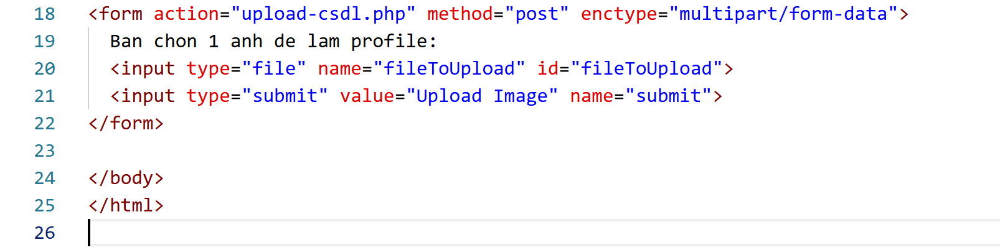 18 <form action="upload-csdl.php" method="post" enctype="multipart/form-data">
19 Ban chon 1 anh de lam profile:
20 <input type="file" name="fileToUpload" id="fileToUpload">
21 <input type="submit" value="Upload Image" name="submit">
22 </form>
23
24 </body>
25 </html>
26